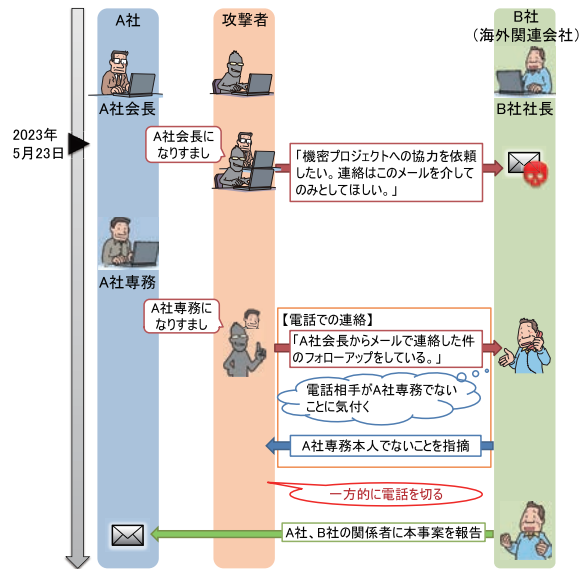 A社
攻撃者
B社
（海外関連会社）
A社会長
B社社長
2023年
5月23日
A社会長に
なりすまし
「機密プロジェクトへの協力を依頼
したい。連絡はこのメールを介して
のみとしてほしい。」
A社専務
A社専務に
なりすまし
【電話での連絡】
「A社会長からメールで連絡した件
のフォローアップをしている。」
電話相手がA社専務でない
ことに気付く
A社専務本人でないことを指摘
一方的に電話を切る
A社、B社の関係者に本事案を報告